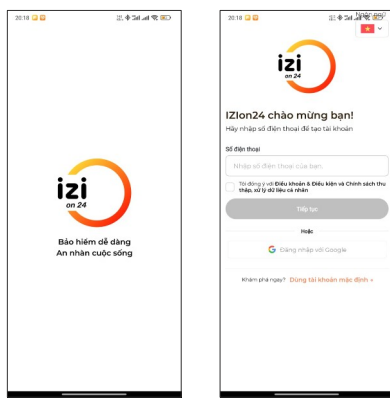 20:18
izi
on 24
Bảo hiểm dễ dàng
An nhàn cuộc sống
20:18
Ngôn ngữ
izi
on 24
IZIon24 chào mừng bạn!
Hãy nhập số điện thoại để tạo tài khoản
Số điện thoại
Nhập số điện thoại của bạn
Tôi đồng ý với Điều khoản & Điều kiện và Chính sách thu
thập, xử lý dữ liệu cá nhân
Tiếp tục
Hoặc
Đăng nhập với Google
Khám phá ngay? Dùng tài khoản mặc định »